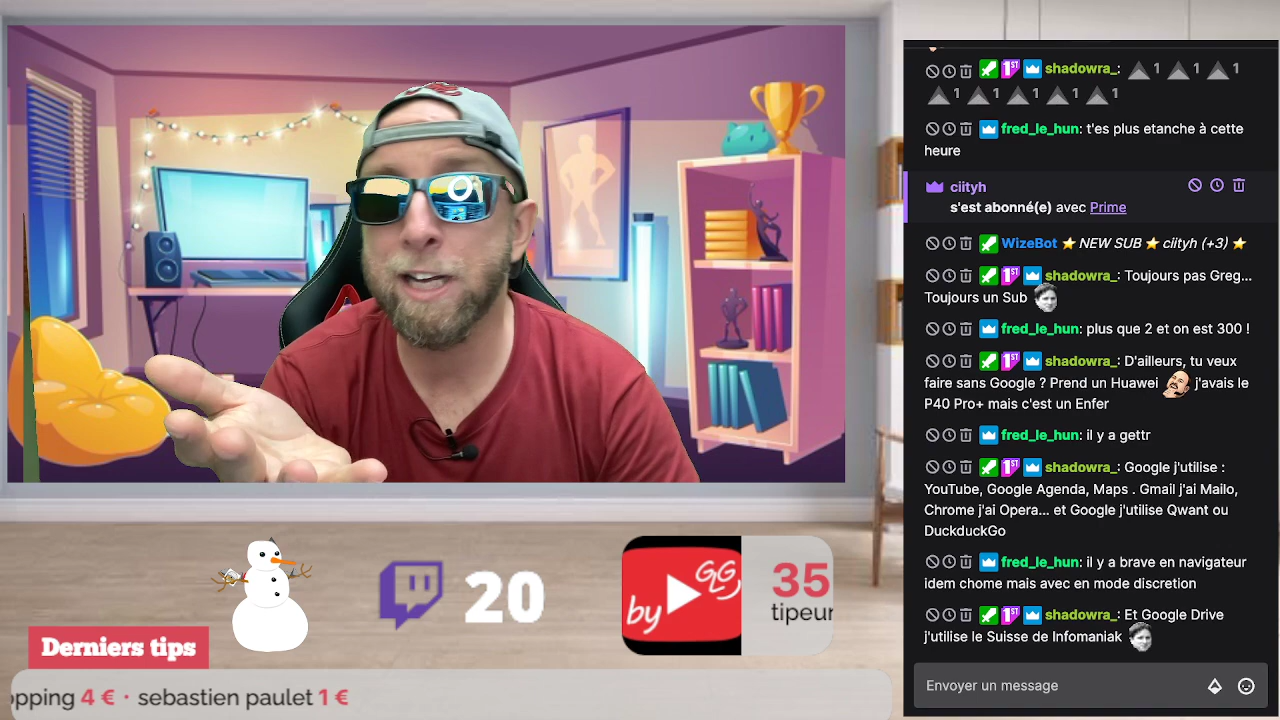 shadowra_: 1 1 1
1 1 1 1 1
fred_le_hun: t'es plus etanche à cette
heure
ciityh
s'est abonné(e) avec Prime
WizeBot ⭐ NEW SUB ⭐ ciityh (+3) ⭐
shadowra_: Toujours pas Greg...
Toujours un Sub
fred_le_hun: plus que 2 et on est 300 !
shadowra_: D'ailleurs, tu veux
faire sans Google ? Prend un Huawei j'avais le
P40 Pro+ mais c'est un Enfer
fred_le_hun: il y a gettr
shadowra_: Google j'utilise :
YouTube, Google Agenda, Maps . Gmail j'ai Mailo,
Chrome j'ai Opera... et Google j'utilise Qwant ou
DuckduckGo
fred_le_hun: il y a brave en navigateur
idem chome mais avec en mode discretion
shadowra_: Et Google Drive
j'utilise le Suisse de Infomaniak
Envoyer un message
20
by GG
35
tipeur
Derniers tips
opping 4 € · sebastien paulet 1 €